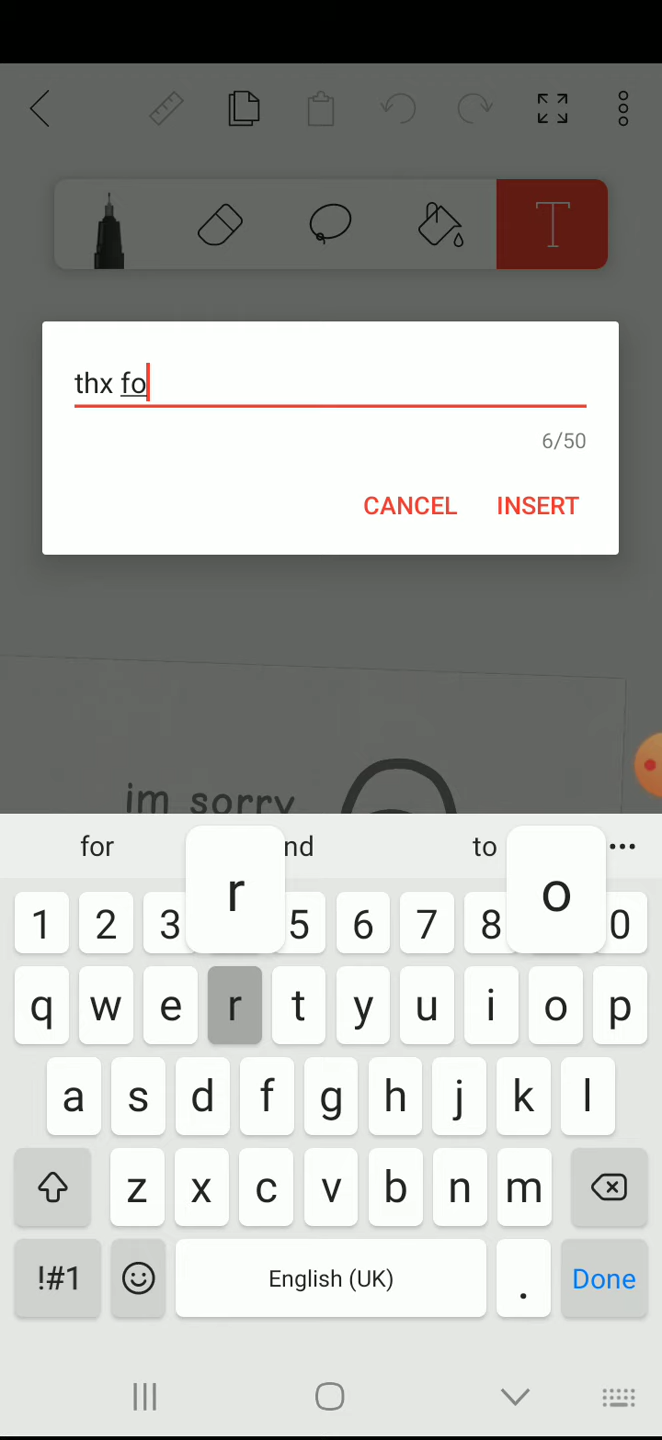 T
thx fo
6/50
CANCEL INSERT
im sorry
for nd to
r o
1 2 3 5 6 7 8 0
q w e r t y u i o p
a s d f g h j k l
z x c v b n m
!#1 English (UK) . Done